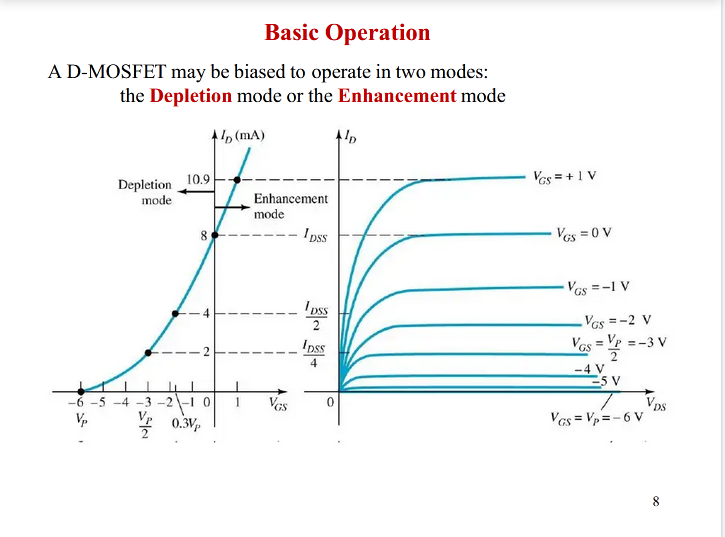 Basic Operation
A D-MOSFET may be biased to operate in two modes:
the Depletion mode or the Enhancement mode
I_D (mA)
I_D
Depletion
mode
10.9
Enhancement
mode
8
I_DSS
4
I_DSS
2
2
I_DSS
4
-6 -5 -4 -3 -2 -1 0 1 V_GS
V_P
V_P
2
0.3V_P
0
V_GS = + 1 V
V_GS = 0 V
V_GS = -1 V
V_GS = -2 V
V_GS = V_P/2 = -3 V
-4 V
-5 V
V_DS
V_GS = V_P = - 6 V
8